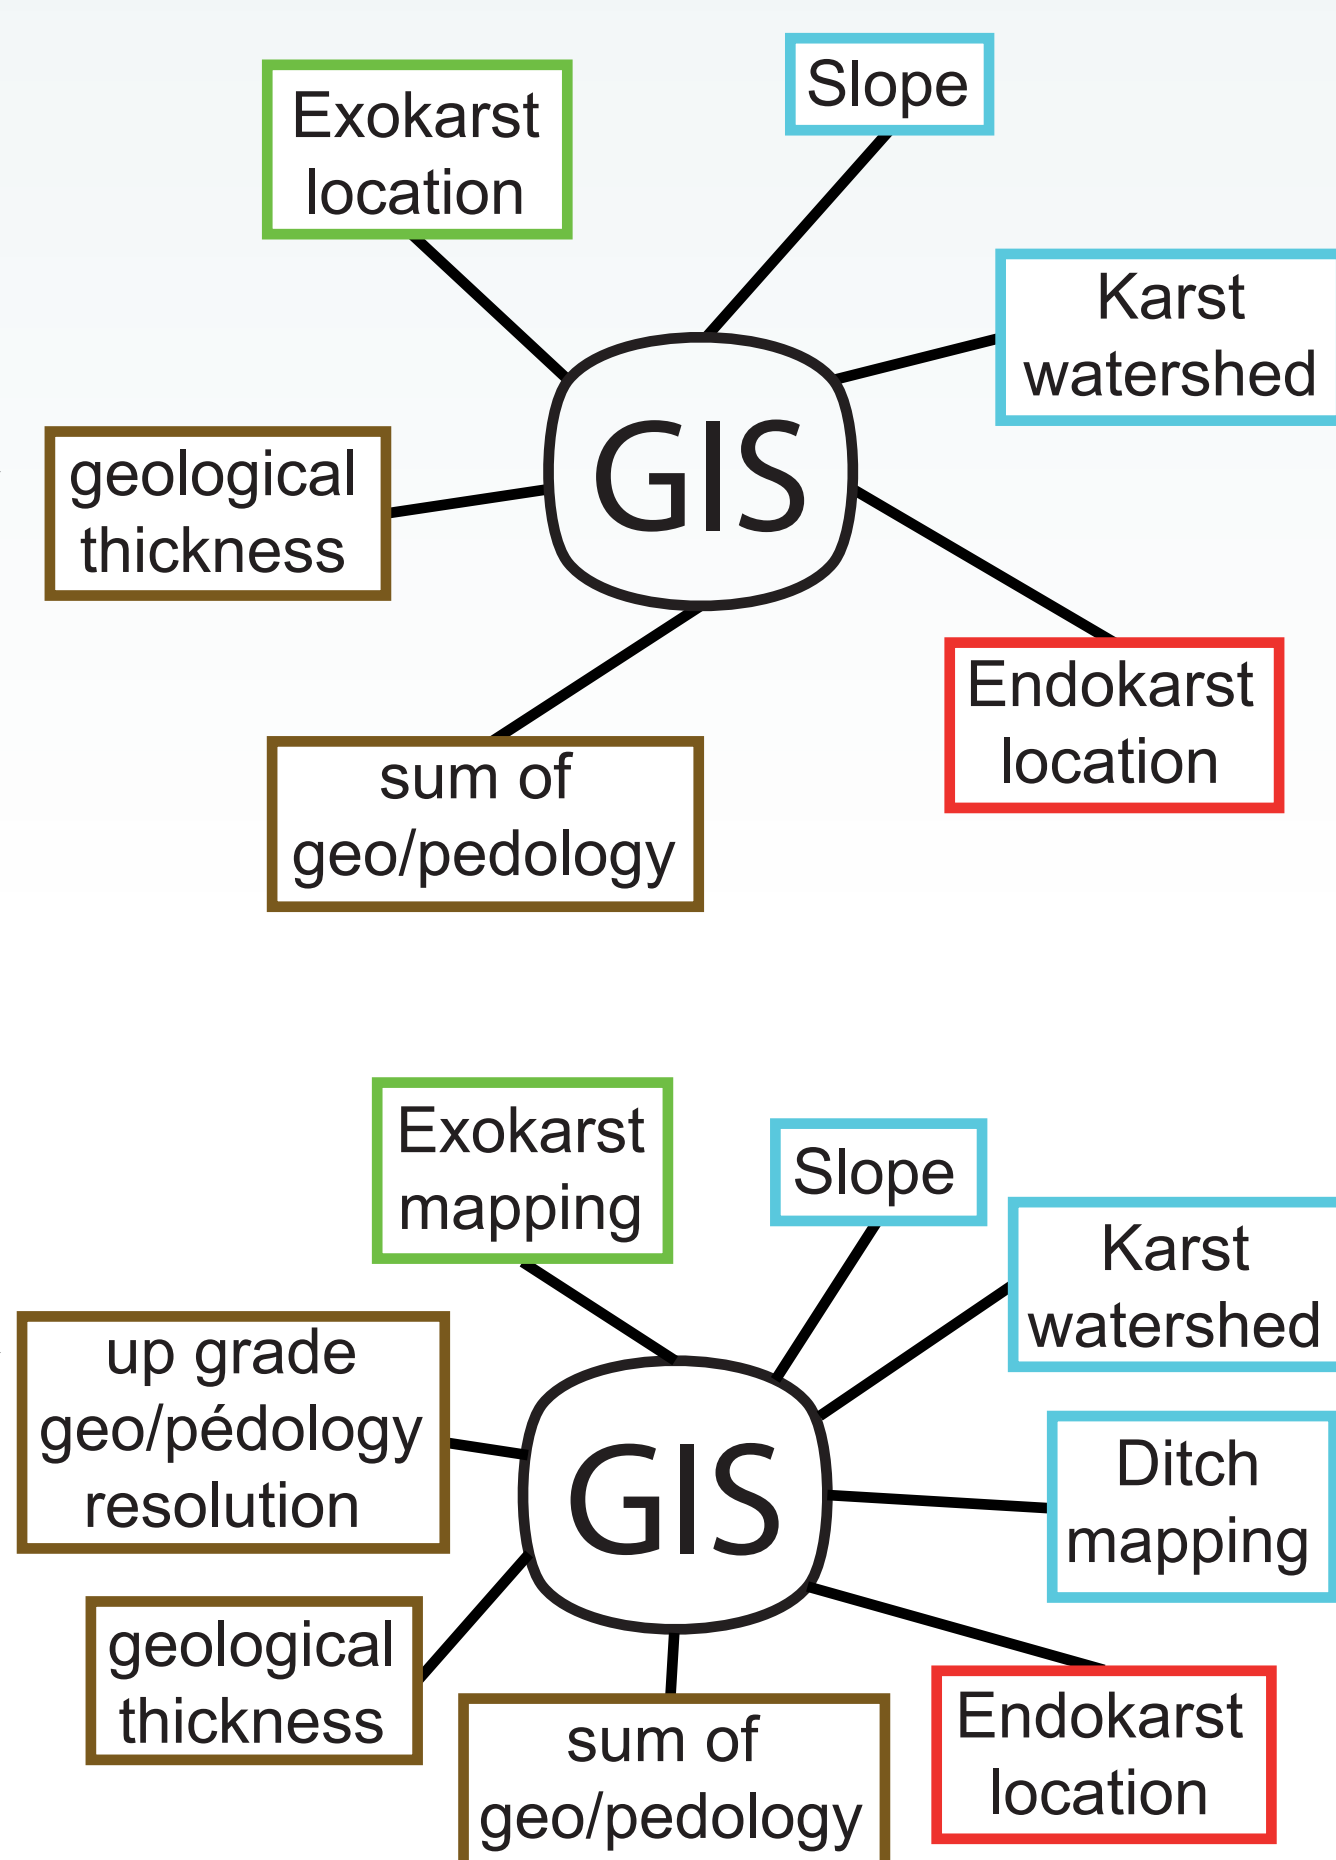 Exokarst
location
Slope
Karst
watershed
geological
thickness
GIS
Endokarst
location
sum of
geo/pedology
Exokarst
mapping
Slope
Karst
watershed
up grade
geo/pédology
resolution
GIS
Ditch
mapping
geological
thickness
sum of
geo/pedology
Endokarst
location